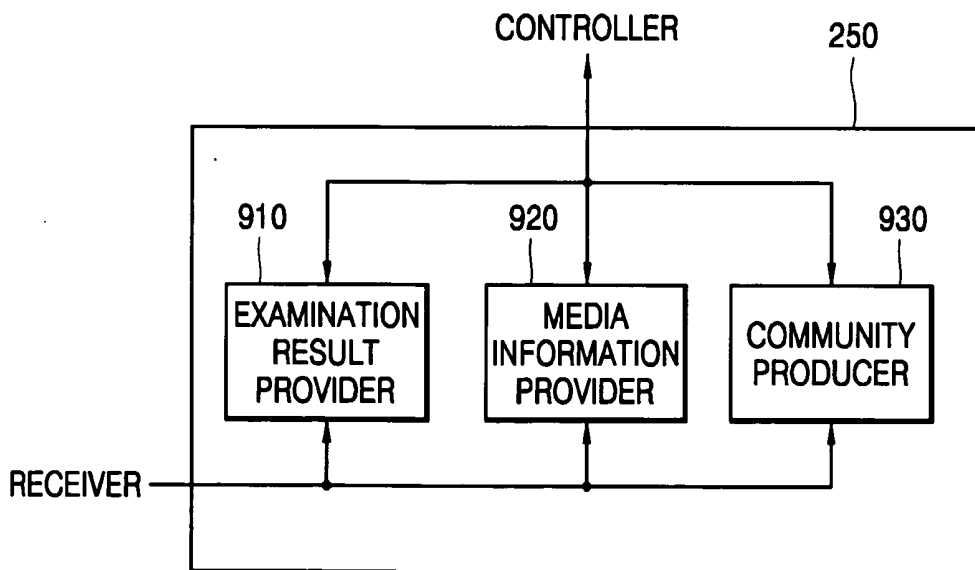 CONTROLLER
250
910
920
930
EXAMINATION
RESULT
PROVIDER
MEDIA
INFORMATION
PROVIDER
COMMUNITY
PRODUCER
RECEIVER